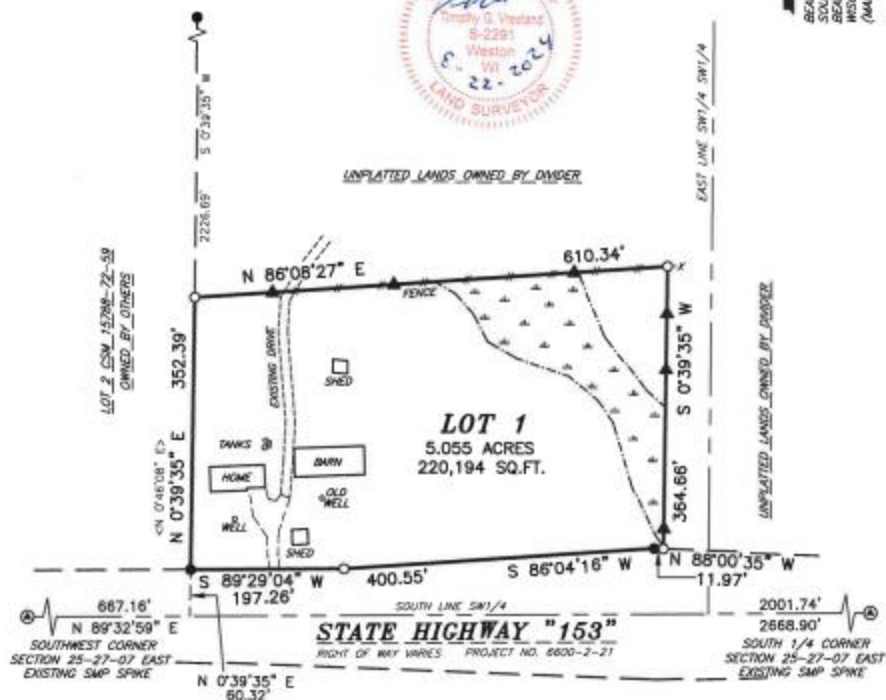 Timothy G. Vreeland
S-2291
Weston
WI
3-22-2024
LAND SURVEYOR
S 0°39'35" W
2226.69'
UNPLATTED LANDS OWNED BY DIVIDER
EAST LINE SW1/4 SW1/4
N 86°08'27" E
610.34'
X
FENCE
LOT 2 CSM 15788-72-59
OWNED BY OTHERS
352.39'
<N 0°46'08" E>
N 0°39'35" E
EXISTING DRIVE
SHED
LOT 1
5.055 ACRES
220,194 SQ.FT.
TANKS
HOME
BARN
OLD
WELL
WELL
SHED
S 0°39'35" W
364.66'
UNPLATTED LANDS OWNED BY DIVIDER
S 89°29'04" W
197.26'
400.55'
S 86°04'16" W
N 88°00'35" W
11.97'
SOUTH LINE SW1/4
667.16'
N 89°32'59" E
SOUTHWEST CORNER
SECTION 25-27-07 EAST
EXISTING SMP SPIKE
STATE HIGHWAY "153"
RIGHT OF WAY VARIES PROJECT NO. 6600-2-21
2001.74'
2668.90'
SOUTH 1/4 CORNER
SECTION 25-27-07 EAST
EXISTING SMP SPIKE
N 0°39'35" E
60.32'